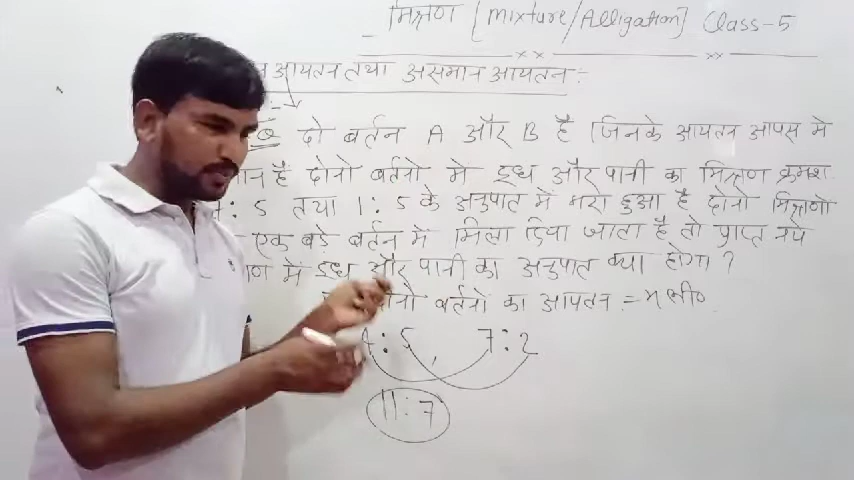 मिश्रण [mixture/Alligation] Class-5
आयतन तथा असमान आयतन :-
Q दो बर्तन A और B है जिनके आयतन आपस मे
है दोनो बर्तनो मे दुध और पानी का मिश्रण क्रमश
: 5 तथा 1 : 5 के अनुपात में भरा हुआ है दोनो मिश्रणो
एक बड़े बर्तन में मिला दिया जाता है तो प्राप्त नये
में दुध और पानी का अनुपात क्या होगा ?
दोनो बर्तनो का आयतन =
4 : 5 , 7 : 2
11 : 7